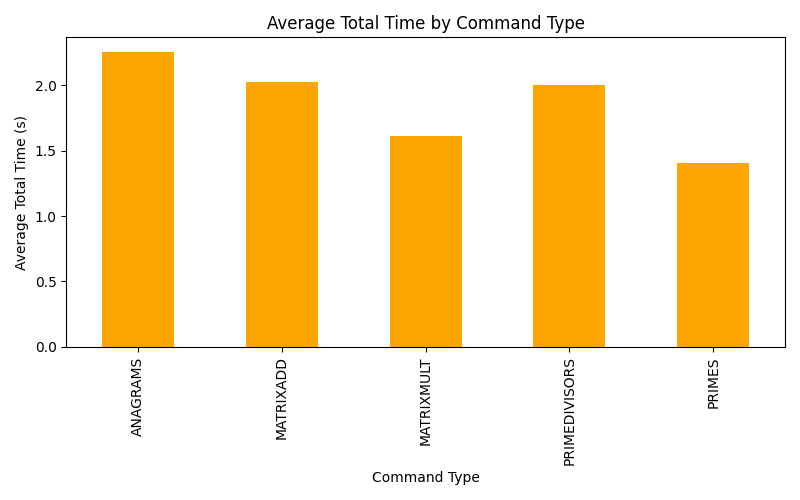 Average Total Time by Command Type
Average Total Time (s)
2.0
1.5
1.0
0.5
0.0
ANAGRAMS
MATRIXADD
MATRIXMULT
PRIMEDIVISORS
PRIMES
Command Type